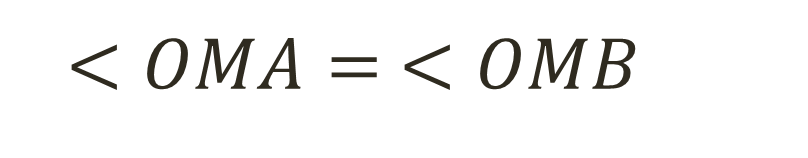 < OMA = < OMB